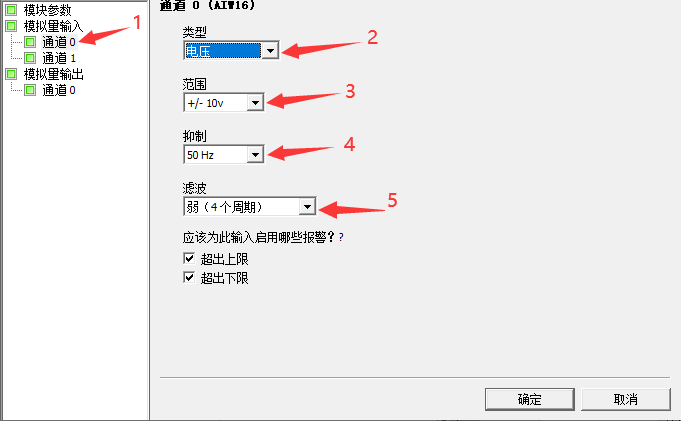 模块参数
模拟量输入
通道 0
通道 1
模拟量输出
通道 0
1
通道 0 (AIW16)
类型
电压
2
范围
+/- 10v
3
抑制
50 Hz
4
滤波
弱（4 个周期）
5
应该为此输入启用哪些报警？?
超出上限
超出下限
确定
取消